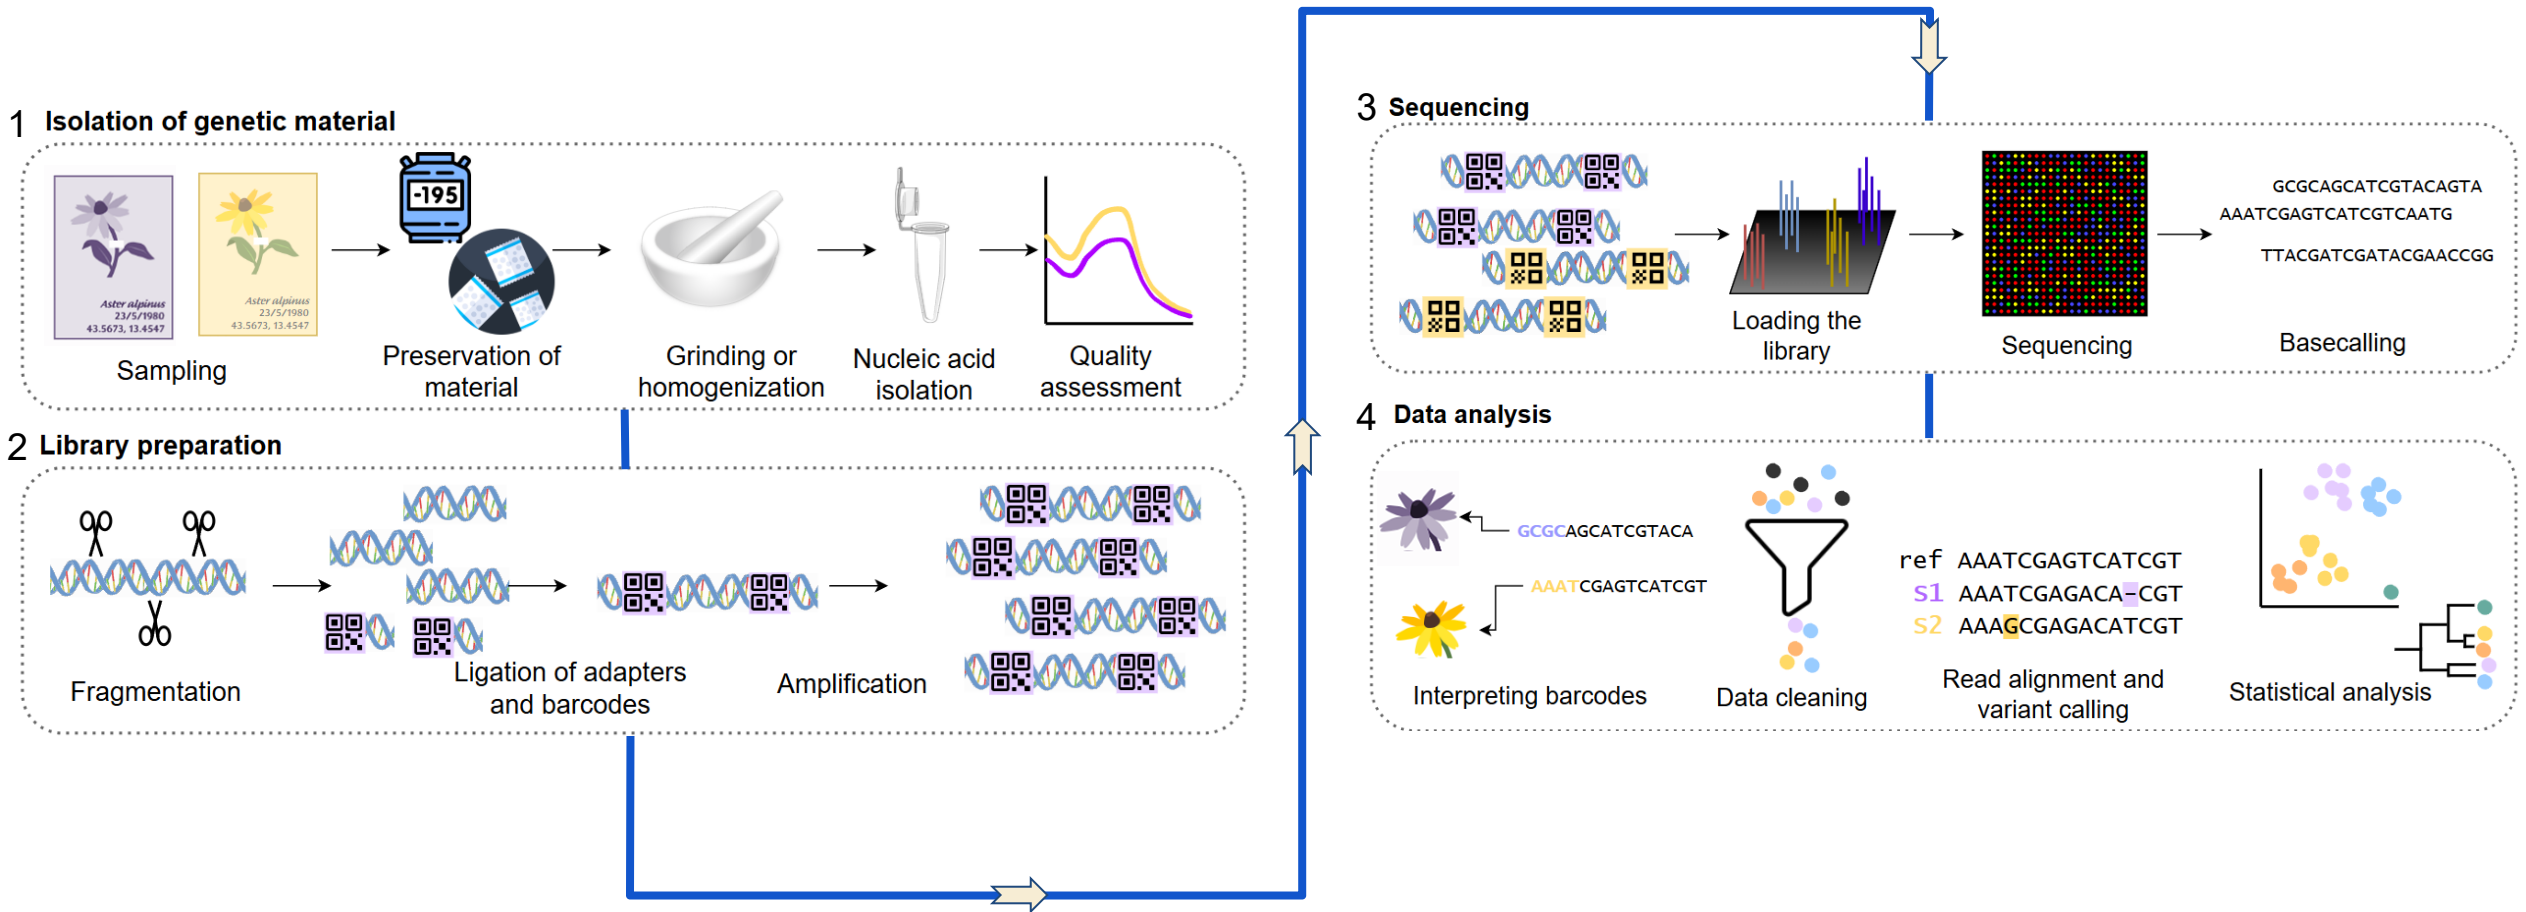 1 Isolation of genetic material
Aster alpinus
23/5/1980
43.5673, 13.4547
Aster alpinus
23/5/1980
43.5673, 13.4547
-195
Sampling
Preservation of
material
Grinding or
homogenization
Nucleic acid
isolation
Quality
assessment
2 Library preparation
Fragmentation
Ligation of adapters
and barcodes
Amplification
3 Sequencing
Loading the
library
Sequencing
GCGCAGCATCGTACAGTA
AAATCGAGTCATCGTCAATG
TTACGATCGATACGAACCGG
Basecalling
4 Data analysis
GCGCAGCATCGTACA
AAATCGAGTCATCGT
Interpreting barcodes
Data cleaning
ref AAATCGAGTCATCGT
S1 AAATCGAGACA-CGT
S2 AAAGCGAGACATCGT
Read alignment and
variant calling
Statistical analysis